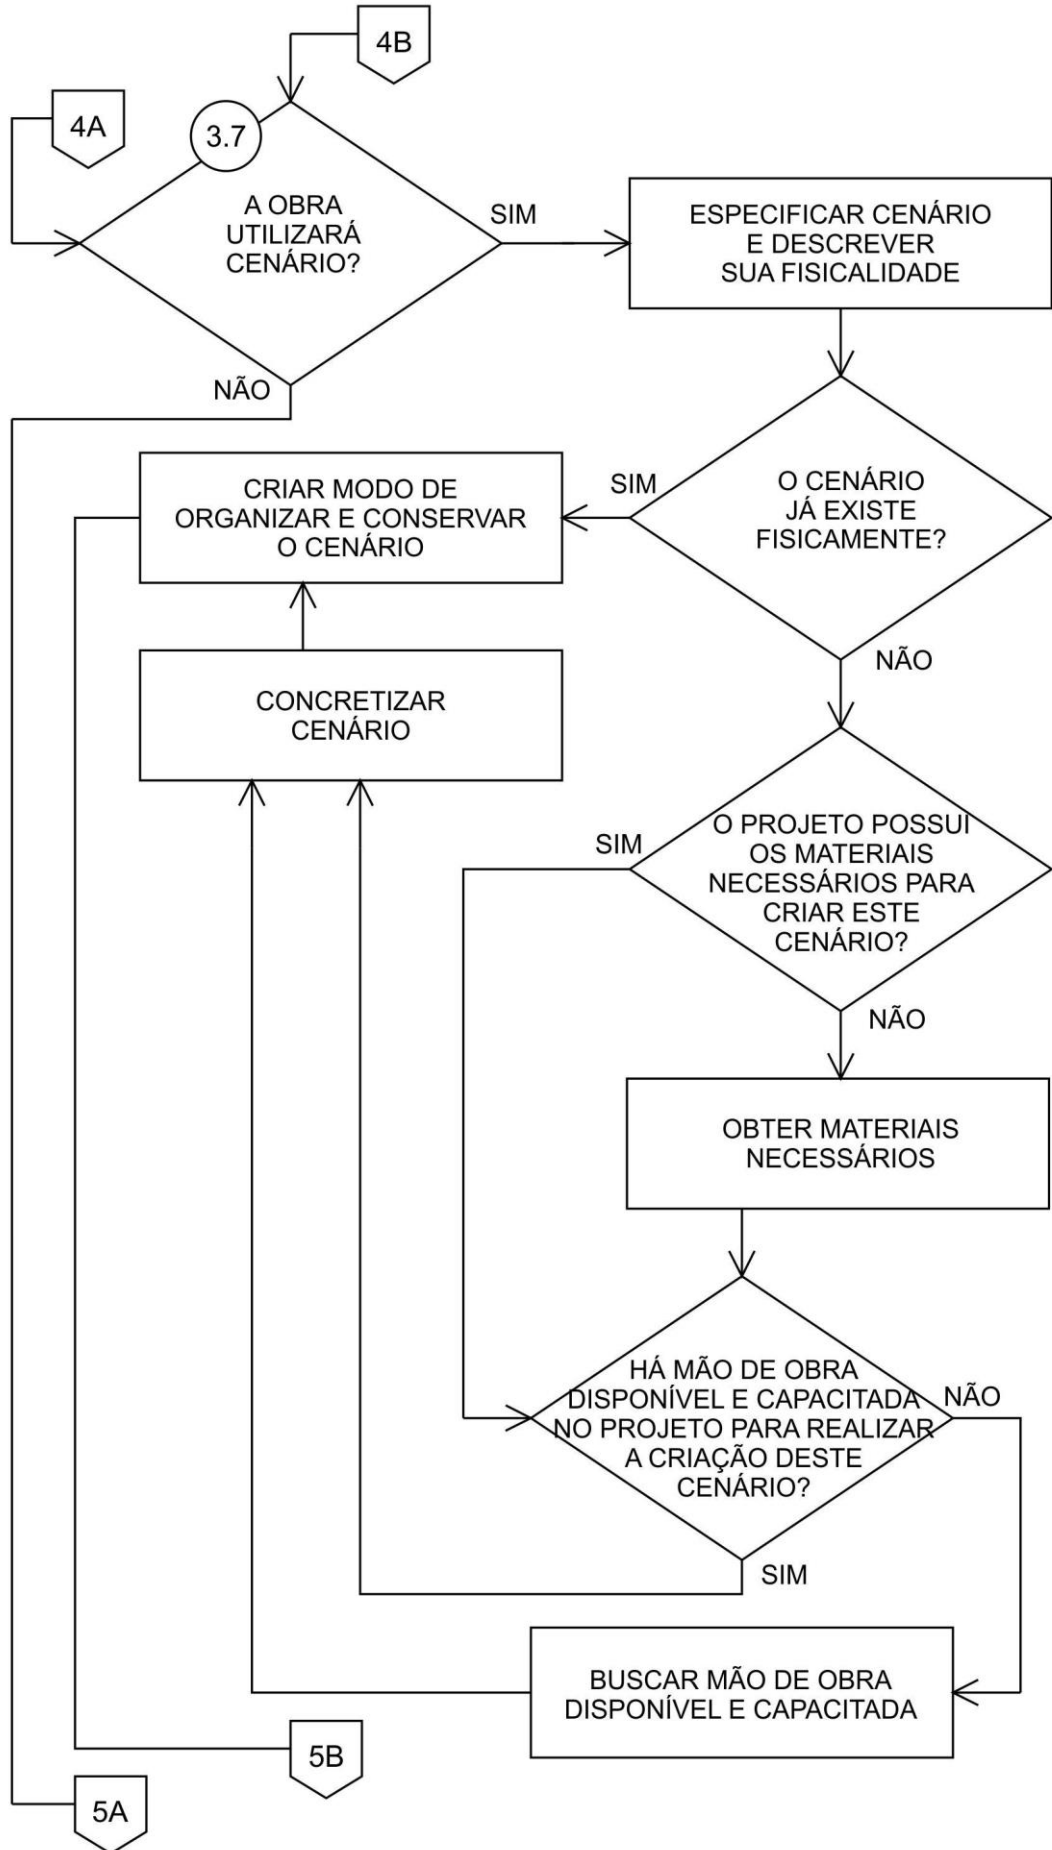 4B
4A
3.7
A OBRA
UTILIZARÁ
CENÁRIO?
SIM
ESPECIFICAR CENÁRIO
E DESCREVER
SUA FISICALIDADE
NÃO
CRIAR MODO DE
ORGANIZAR E CONSERVAR
O CENÁRIO
SIM
O CENÁRIO
JÁ EXISTE
FISICAMENTE?
NÃO
CONCRETIZAR
CENÁRIO
SIM
O PROJETO POSSUI
OS MATERIAIS
NECESSÁRIOS PARA
CRIAR ESTE
CENÁRIO?
NÃO
OBTER MATERIAIS
NECESSÁRIOS
HÁ MÃO DE OBRA
DISPONÍVEL E CAPACITADA
NO PROJETO PARA REALIZAR
A CRIAÇÃO DESTE
CENÁRIO?
NÃO
SIM
BUSCAR MÃO DE OBRA
DISPONÍVEL E CAPACITADA
5B
5A